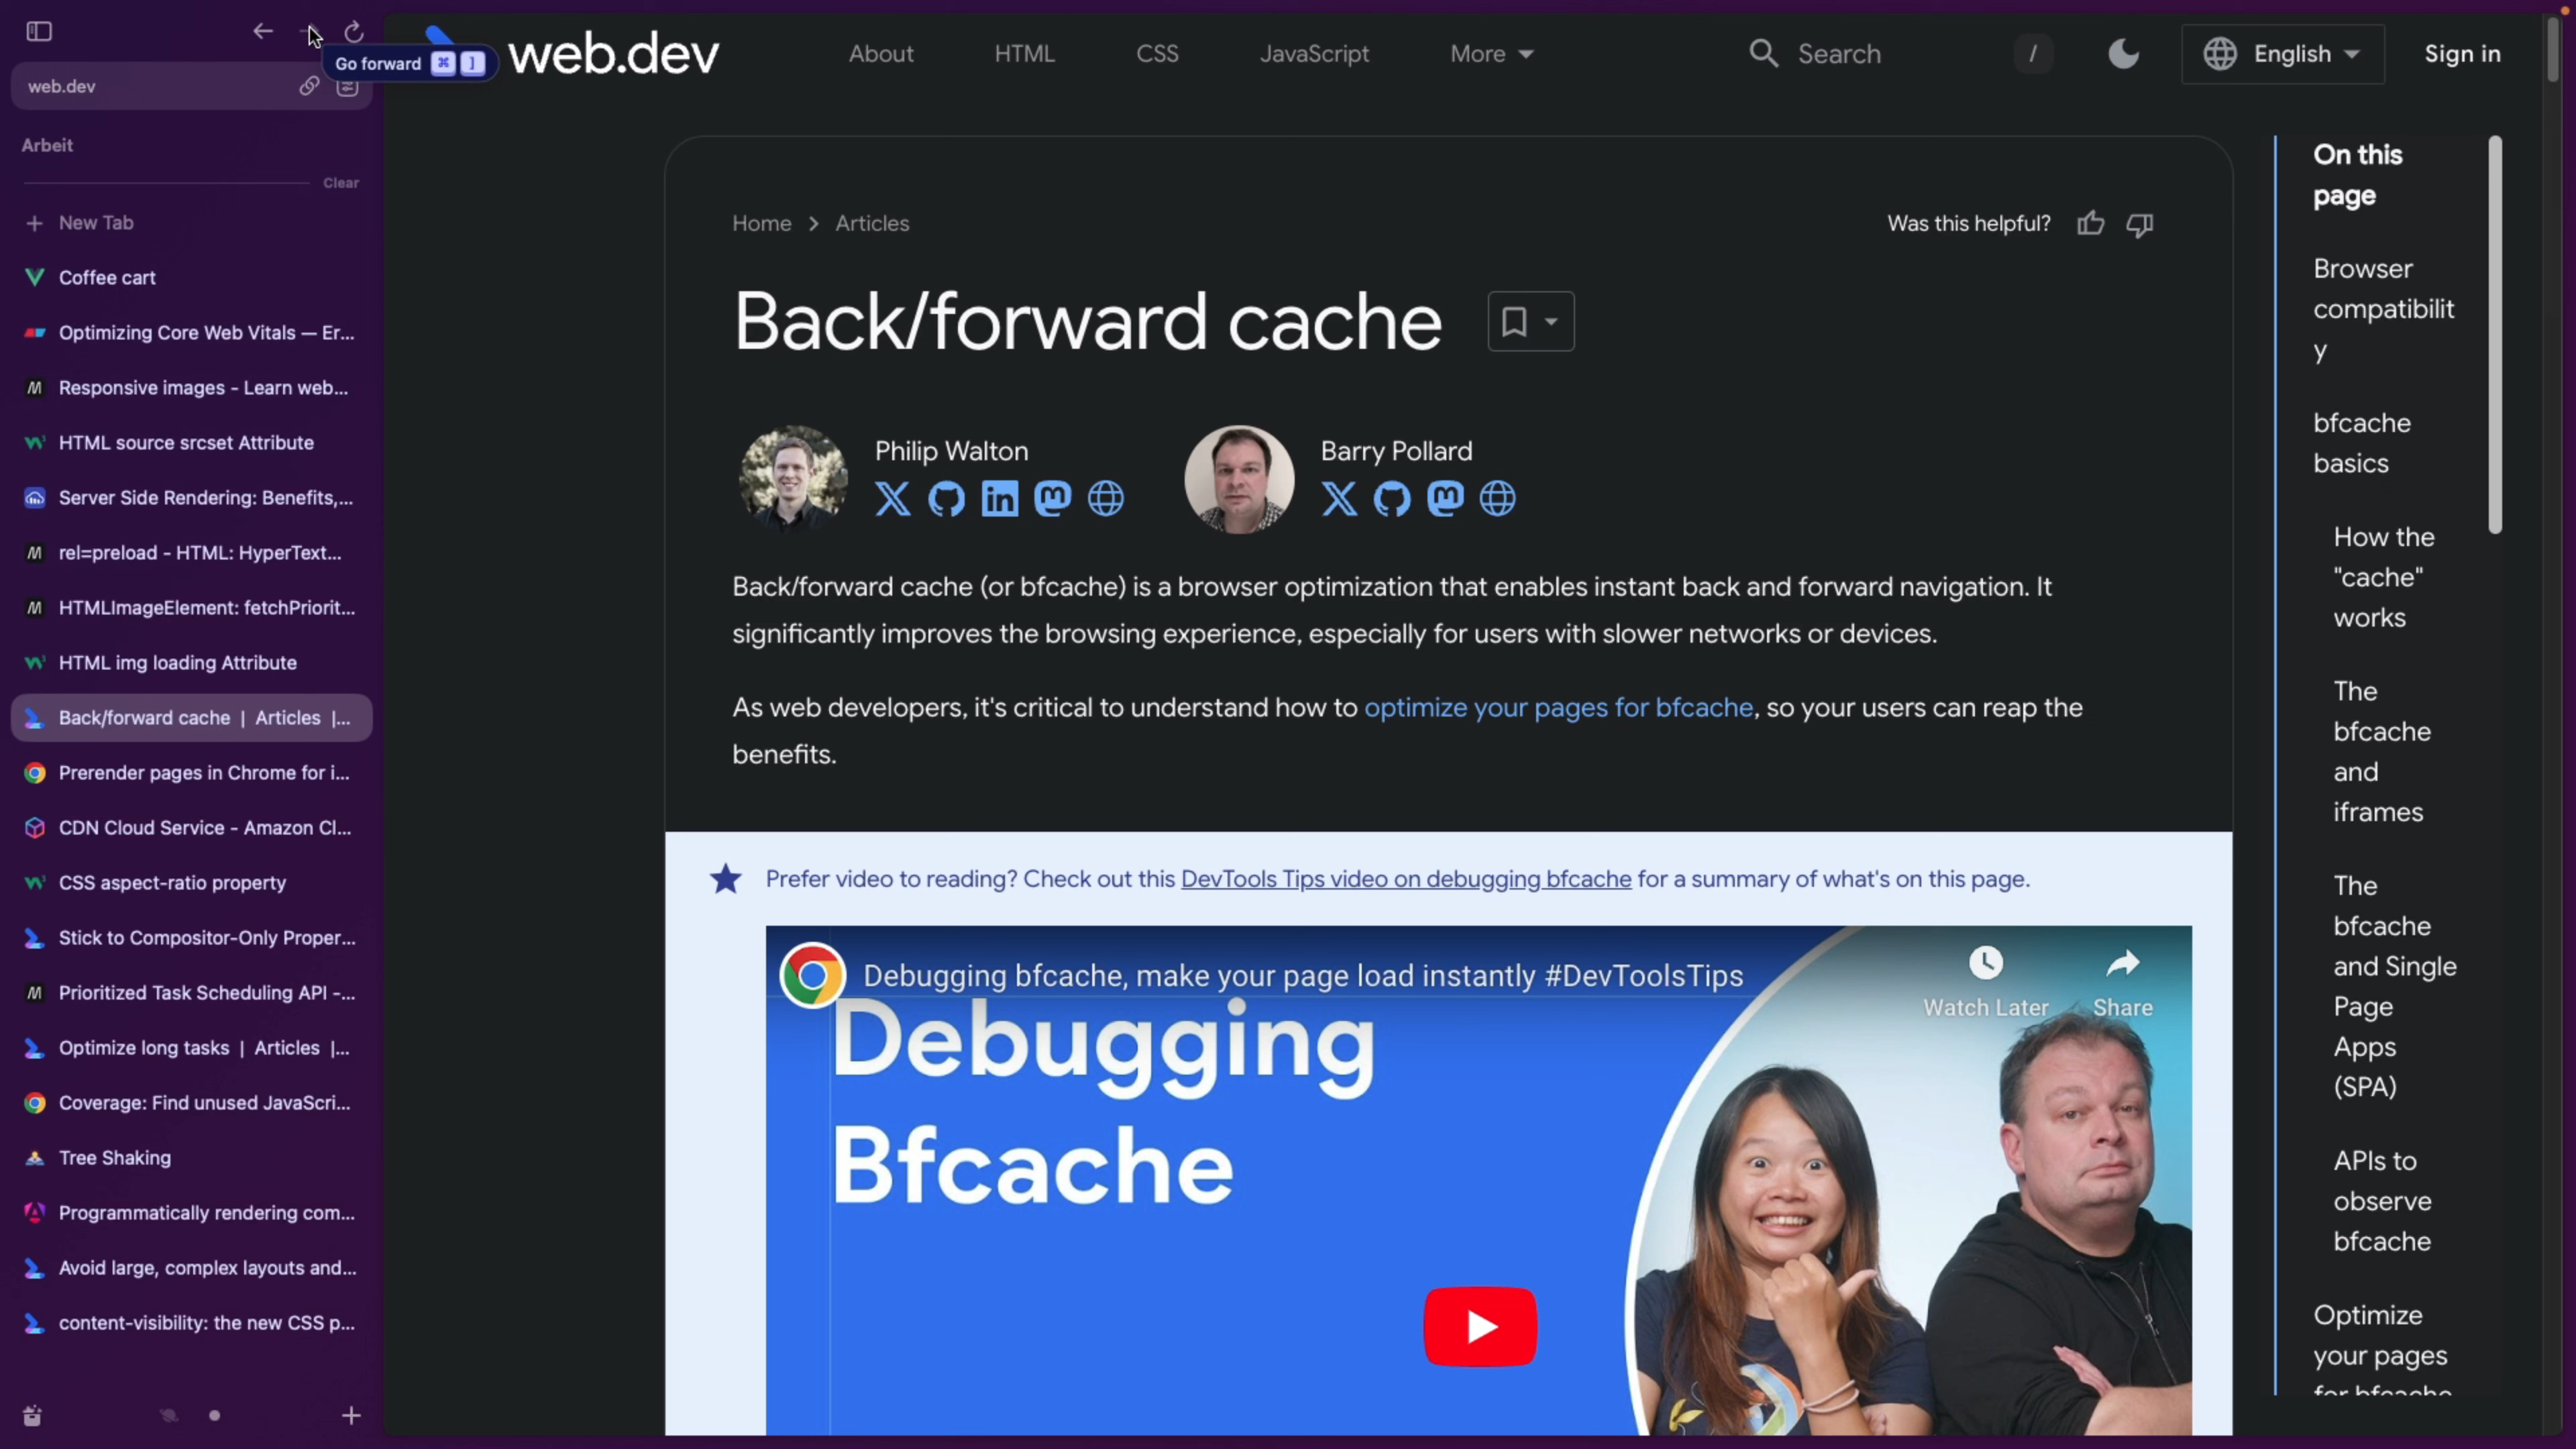 Go forward ⌘ ]
web.dev
Arbeit
Clear
New Tab
Coffee cart
Optimizing Core Web Vitals — Er...
Responsive images - Learn web...
HTML source srcset Attribute
Server Side Rendering: Benefits,...
rel=preload - HTML: HyperText...
HTMLImageElement: fetchPriorit...
HTML img loading Attribute
Back/forward cache | Articles |...
Prerender pages in Chrome for i...
CDN Cloud Service - Amazon Cl...
CSS aspect-ratio property
Stick to Compositor-Only Proper...
Prioritized Task Scheduling API -...
Optimize long tasks | Articles |...
Coverage: Find unused JavaScri...
Tree Shaking
Programmatically rendering com...
Avoid large, complex layouts and...
content-visibility: the new CSS p...
web.dev
About HTML CSS JavaScript More
Search /
English
Sign in
Home > Articles
Was this helpful?
Back/forward cache
Philip Walton
Barry Pollard
Back/forward cache (or bfcache) is a browser optimization that enables instant back and forward navigation. It
significantly improves the browsing experience, especially for users with slower networks or devices.
As web developers, it's critical to understand how to optimize your pages for bfcache, so your users can reap the
benefits.
Prefer video to reading? Check out this DevTools Tips video on debugging bfcache for a summary of what's on this page.
Debugging bfcache, make your page load instantly #DevToolsTips
Watch Later
Share
Debugging
Bfcache
On this
page
Browser
compatibilit
y
bfcache
basics
How the
"cache"
works
The
bfcache
and
iframes
The
bfcache
and Single
Page
Apps
(SPA)
APIs to
observe
bfcache
Optimize
your pages
for bfcache